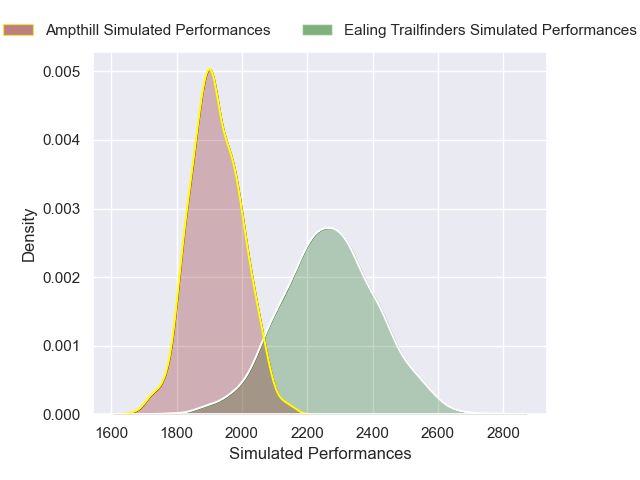 Ampthill Simulated Performances Ealing Trailfinders Simulated Performances
0.005
0.004
0.003
0.002
0.001
0.000
Density
1600 1800 2000 2200 2400 2600 2800
Simulated Performances